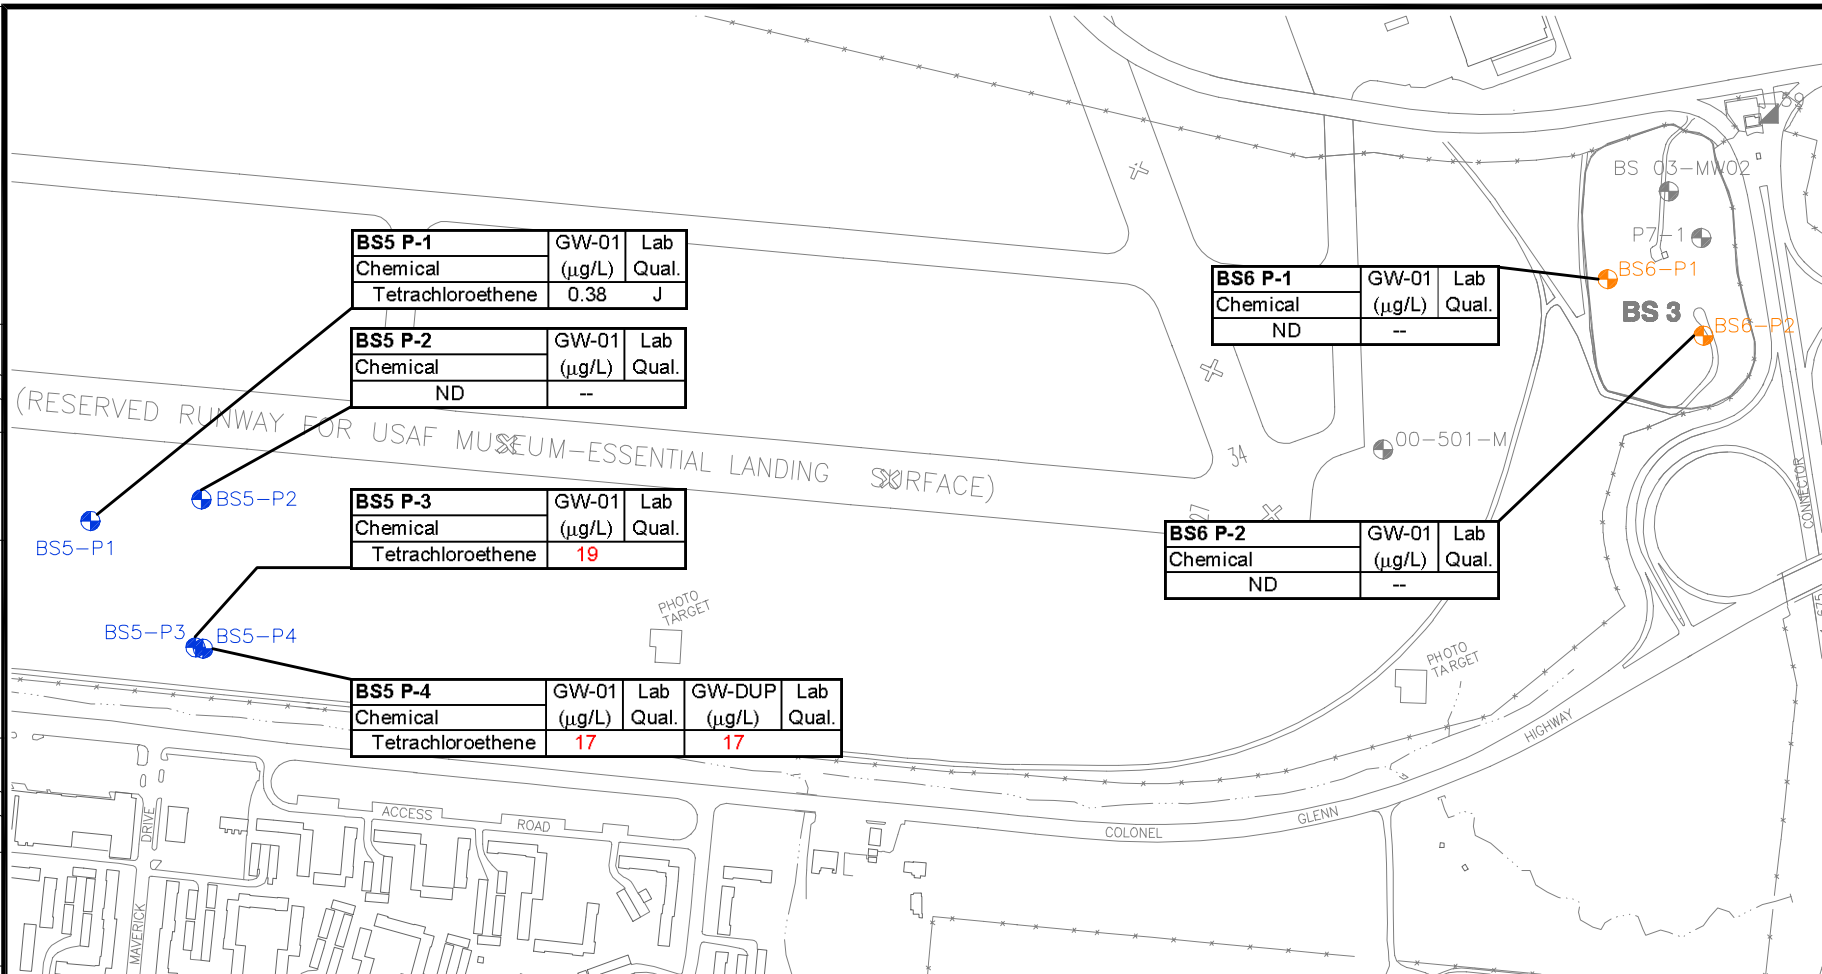 BS 03-MW02
P7-1
BS6-P1
BS 3
BS6-P2
BS5 P-1 GW-01 Lab
Chemical (µg/L) Qual.
Tetrachloroethene 0.38 J
BS6 P-1 GW-01 Lab
Chemical (µg/L) Qual.
ND --
BS5 P-2 GW-01 Lab
Chemical (µg/L) Qual.
ND --
(RESERVED RUNWAY FOR USAF MUSEUM-ESSENTIAL LANDING SURFACE)
34
27
00-501-M
CONNECTOR
BS5-P2
BS5-P1
BS5 P-3 GW-01 Lab
Chemical (µg/L) Qual.
Tetrachloroethene 19
BS6 P-2 GW-01 Lab
Chemical (µg/L) Qual.
ND --
PHOTO
TARGET
BS5-P3
BS5-P4
PHOTO
TARGET
BS5 P-4 GW-01 Lab GW-DUP Lab
Chemical (µg/L) Qual. (µg/L) Qual.
Tetrachloroethene 17 17
HIGHWAY
GLENN
COLONEL
ACCESS
ROAD
DRIVE
MAVERICK